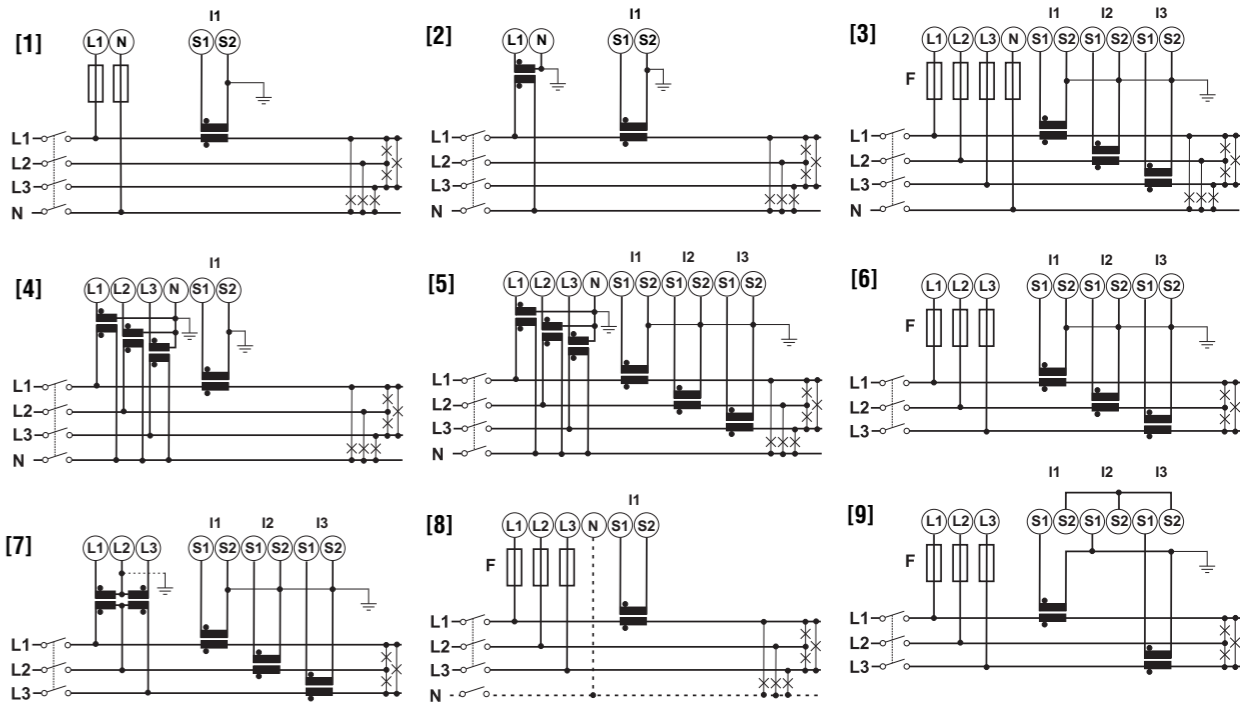 [1]
I1
L1 N S1 S2
L1
L2
L3
N
[2]
I1
L1 N S1 S2
L1
L2
L3
N
[3]
I1 I2 I3
L1 L2 L3 N S1 S2 S1 S2 S1 S2
F
L1
L2
L3
N
[4]
I1
L1 L2 L3 N S1 S2
L1
L2
L3
N
[5]
I1 I2 I3
L1 L2 L3 N S1 S2 S1 S2 S1 S2
L1
L2
L3
N
[6]
I1 I2 I3
L1 L2 L3 S1 S2 S1 S2 S1 S2
F
L1
L2
L3
[7]
I1 I2 I3
L1 L2 L3 S1 S2 S1 S2 S1 S2
L1
L2
L3
[8]
I1
L1 L2 L3 N S1 S2
F
L1
L2
L3
N
[9]
I1 I2 I3
L1 L2 L3 S1 S2 S1 S2 S1 S2
F
L1
L2
L3